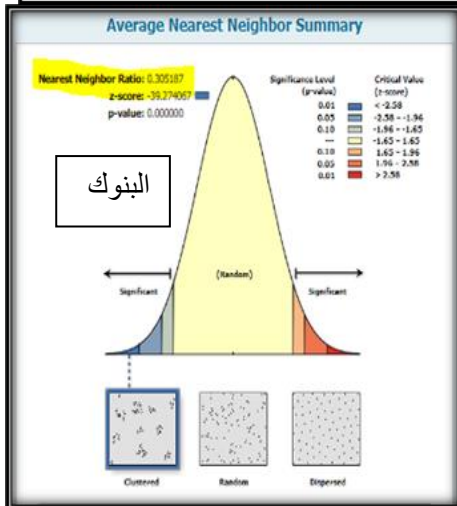 Average Nearest Neighbor Summary
Nearest Neighbor Ratio: 0.305187
z-score: -39.274067
p-value: 0.000000
Significance Level
(p-value)
Critical Value
(z-score)
0.01 < -2.58
0.05 -2.58 - -1.96
0.10 -1.96 - -1.65
--- -1.65 - 1.65
0.10 1.65 - 1.96
0.05 1.96 - 2.58
0.01 > 2.58
البنوك
(Random)
Significant Significant
Clustered Random Dispersed